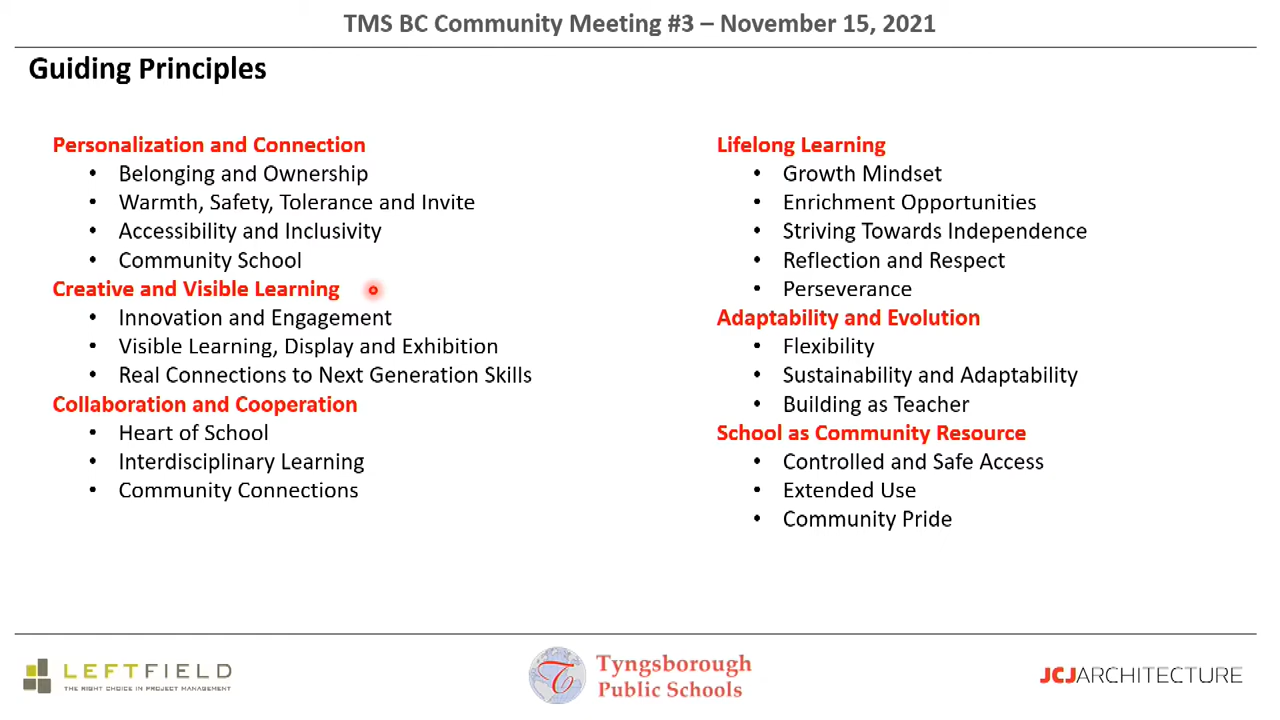 TMS BC Community Meeting #3 – November 15, 2021
Guiding Principles
Personalization and Connection
• Belonging and Ownership
• Warmth, Safety, Tolerance and Invite
• Accessibility and Inclusivity
• Community School
Creative and Visible Learning
• Innovation and Engagement
• Visible Learning, Display and Exhibition
• Real Connections to Next Generation Skills
Collaboration and Cooperation
• Heart of School
• Interdisciplinary Learning
• Community Connections
Lifelong Learning
• Growth Mindset
• Enrichment Opportunities
• Striving Towards Independence
• Reflection and Respect
• Perseverance
Adaptability and Evolution
• Flexibility
• Sustainability and Adaptability
• Building as Teacher
School as Community Resource
• Controlled and Safe Access
• Extended Use
• Community Pride
LEFTFIELD
THE RIGHT CHOICE IN PROJECT MANAGEMENT
T
Tyngsborough
Public Schools
JCJARCHITECTURE